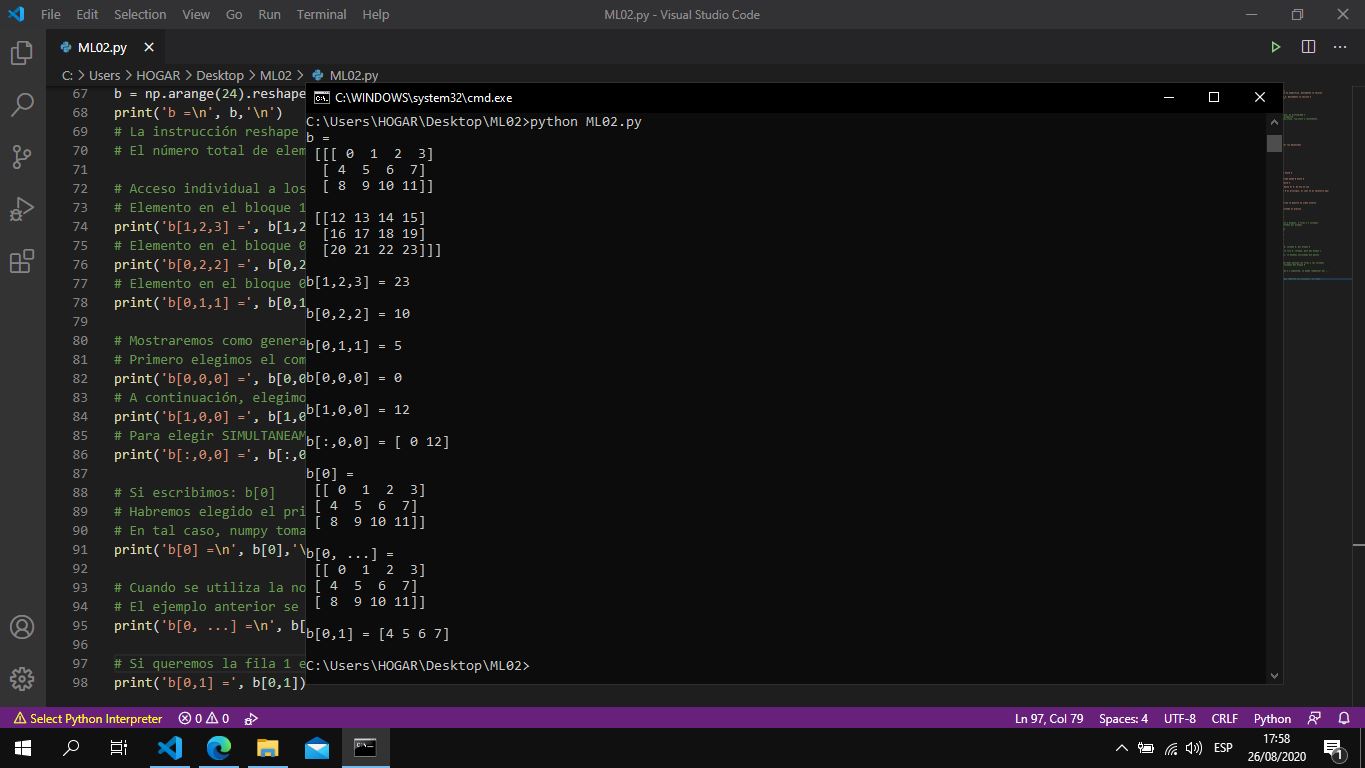 File Edit Selection View Go Run Terminal Help ML02.py - Visual Studio Code
ML02.py
C: > Users > HOGAR > Desktop > ML02 > ML02.py
67 b = np.arange(24).reshape
68 print('b =\n', b,'\n')
69 # La instrucción reshape
70 # El número total de elem
71
72 # Acceso individual a los
73 # Elemento en el bloque 1
74 print('b[1,2,3] =', b[1,2
75 # Elemento en el bloque 0
76 print('b[0,2,2] =', b[0,2
77 # Elemento en el bloque 0
78 print('b[0,1,1] =', b[0,1
79
80 # Mostraremos como genera
81 # Primero elegimos el com
82 print('b[0,0,0] =', b[0,0
83 # A continuación, elegimo
84 print('b[1,0,0] =', b[1,0
85 # Para elegir SIMULTANEAM
86 print('b[:,0,0] =', b[:,0
87
88 # Si escribimos: b[0]
89 # Habremos elegido el pri
90 # En tal caso, numpy toma
91 print('b[0] =\n', b[0],'\
92
93 # Cuando se utiliza la no
94 # El ejemplo anterior se
95 print('b[0, ...] =\n', b[
96
97 # Si queremos la fila 1 e
98 print('b[0,1] =', b[0,1])
C:\WINDOWS\system32\cmd.exe
C:\Users\HOGAR\Desktop\ML02>python ML02.py
b =
[[[ 0 1 2 3]
[ 4 5 6 7]
[ 8 9 10 11]]
[[12 13 14 15]
[16 17 18 19]
[20 21 22 23]]]
b[1,2,3] = 23
b[0,2,2] = 10
b[0,1,1] = 5
b[0,0,0] = 0
b[1,0,0] = 12
b[:,0,0] = [ 0 12]
b[0] =
[[ 0 1 2 3]
[ 4 5 6 7]
[ 8 9 10 11]]
b[0, ...] =
[[ 0 1 2 3]
[ 4 5 6 7]
[ 8 9 10 11]]
b[0,1] = [4 5 6 7]
C:\Users\HOGAR\Desktop\ML02>
Select Python Interpreter 0 0 Ln 97, Col 79 Spaces: 4 UTF-8 CRLF Python
ESP 17:58
26/08/2020 1